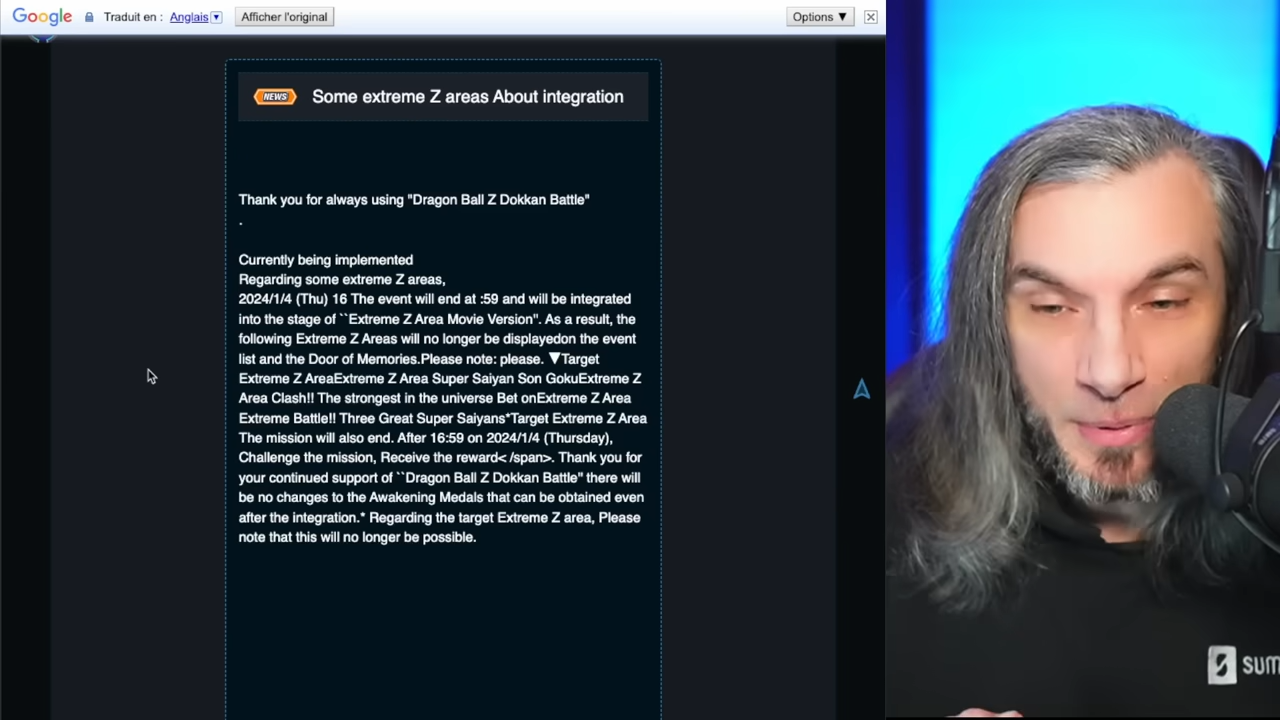 Google Traduit en : Anglais ▼ Afficher l'original Options ▼
NEWS Some extreme Z areas About integration
Thank you for always using "Dragon Ball Z Dokkan Battle"
.
Currently being implemented
Regarding some extreme Z areas,
2024/1/4 (Thu) 16 The event will end at :59 and will be integrated
into the stage of ``Extreme Z Area Movie Version". As a result, the
following Extreme Z Areas will no longer be displayedon the event
list and the Door of Memories.Please note: please. ▼Target
Extreme Z AreaExtreme Z Area Super Saiyan Son GokuExtreme Z
Area Clash!! The strongest in the universe Bet onExtreme Z Area
Extreme Battle!! Three Great Super Saiyans*Target Extreme Z Area
The mission will also end. After 16:59 on 2024/1/4 (Thursday),
Challenge the mission, Receive the reward< /span>. Thank you for
your continued support of ``Dragon Ball Z Dokkan Battle" there will
be no changes to the Awakening Medals that can be obtained even
after the integration.* Regarding the target Extreme Z area, Please
note that this will no longer be possible.
SUM